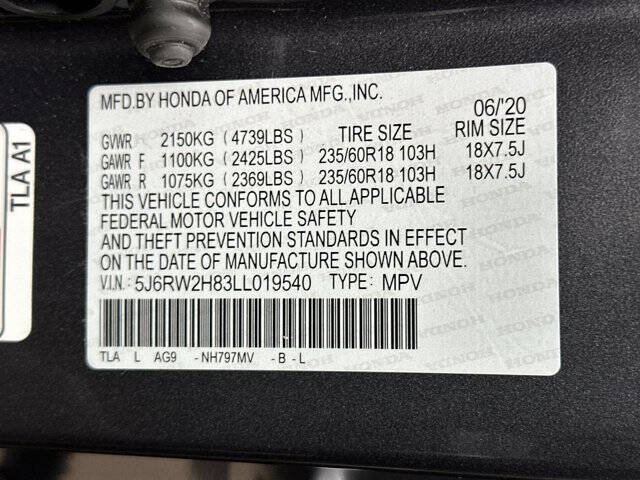 MFD.BY HONDA OF AMERICA MFG.,INC.
06/'20
GVWR 2150KG (4739LBS) TIRE SIZE RIM SIZE
GAWR F 1100KG (2425LBS) 235/60R18 103H 18X7.5J
GAWR R 1075KG (2369LBS) 235/60R18 103H 18X7.5J
THIS VEHICLE CONFORMS TO ALL APPLICABLE
FEDERAL MOTOR VEHICLE SAFETY
AND THEFT PREVENTION STANDARDS IN EFFECT
ON THE DATE OF MANUFACTURE SHOWN ABOVE.
V.I.N: 5J6RW2H83LL019540 TYPE: MPV
TLA L AG9 -NH797MV -B -L
TLA A1